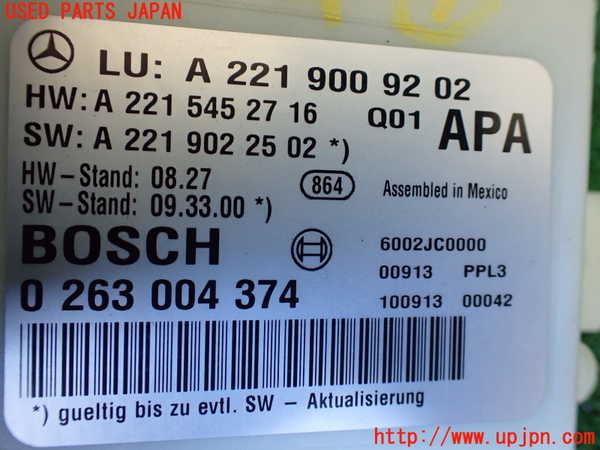 USED PARTS JAPAN
LU: A 221 900 92 02
HW: A 221 545 27 16 Q01 APA
SW: A 221 902 25 02 *)
HW-Stand: 08.27
864 Assembled in Mexico
SW-Stand: 09.33.00 *)
BOSCH 6002JC0000
00913 PPL3
0 263 004 374 100913 00042
*) gueltig bis zu evtl. SW - Aktualisierung
http://www.upjpn.com